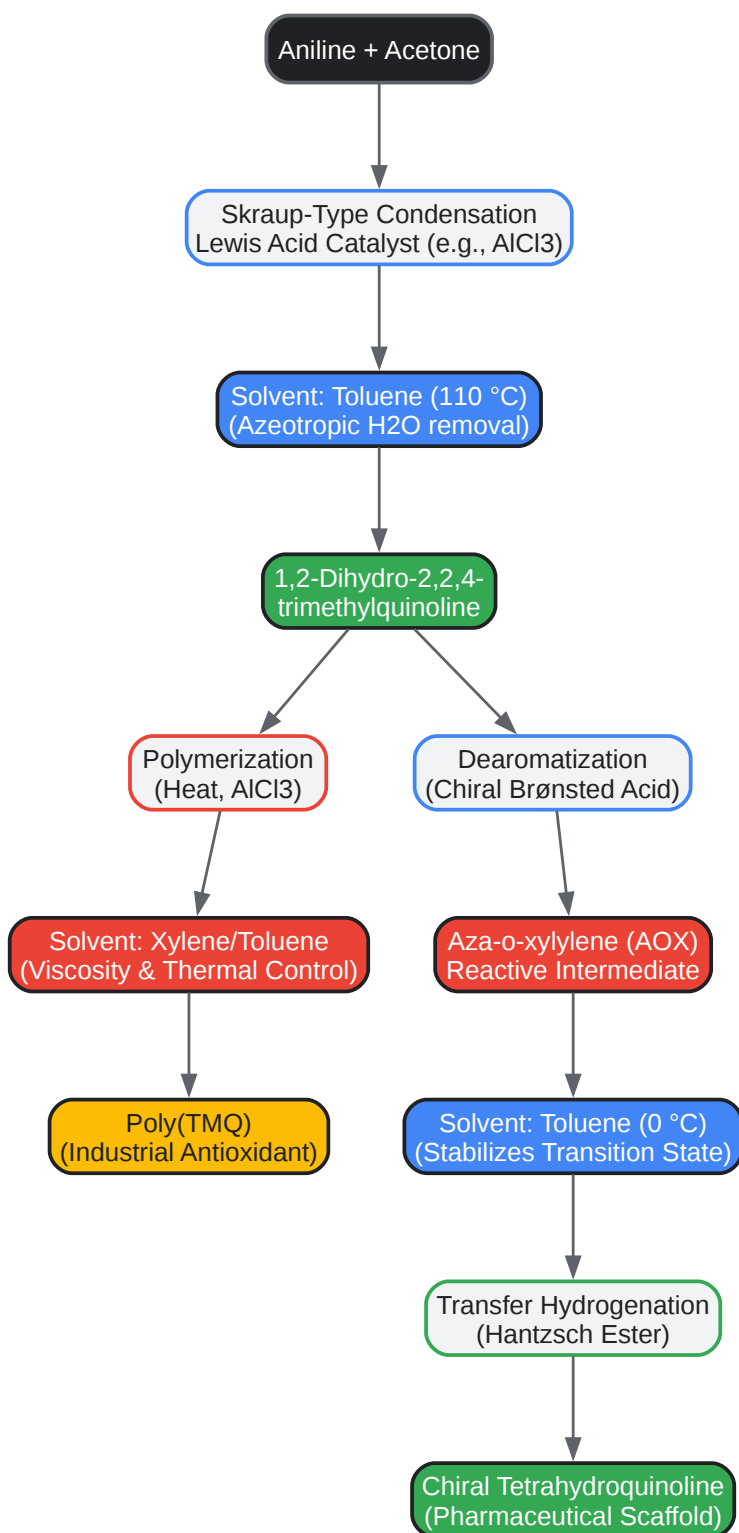 Aniline + Acetone
Skraup-Type Condensation
Lewis Acid Catalyst (e.g., AlCl3)
Solvent: Toluene (110 °C)
(Azeotropic H2O removal)
1,2-Dihydro-2,2,4-
trimethylquinoline
Polymerization
(Heat, AlCl3)
Dearomatization
(Chiral Brønsted Acid)
Solvent: Xylene/Toluene
(Viscosity & Thermal Control)
Aza-o-xylylene (AOX)
Reactive Intermediate
Poly(TMQ)
(Industrial Antioxidant)
Solvent: Toluene (0 °C)
(Stabilizes Transition State)
Transfer Hydrogenation
(Hantzsch Ester)
Chiral Tetrahydroquinoline
(Pharmaceutical Scaffold)